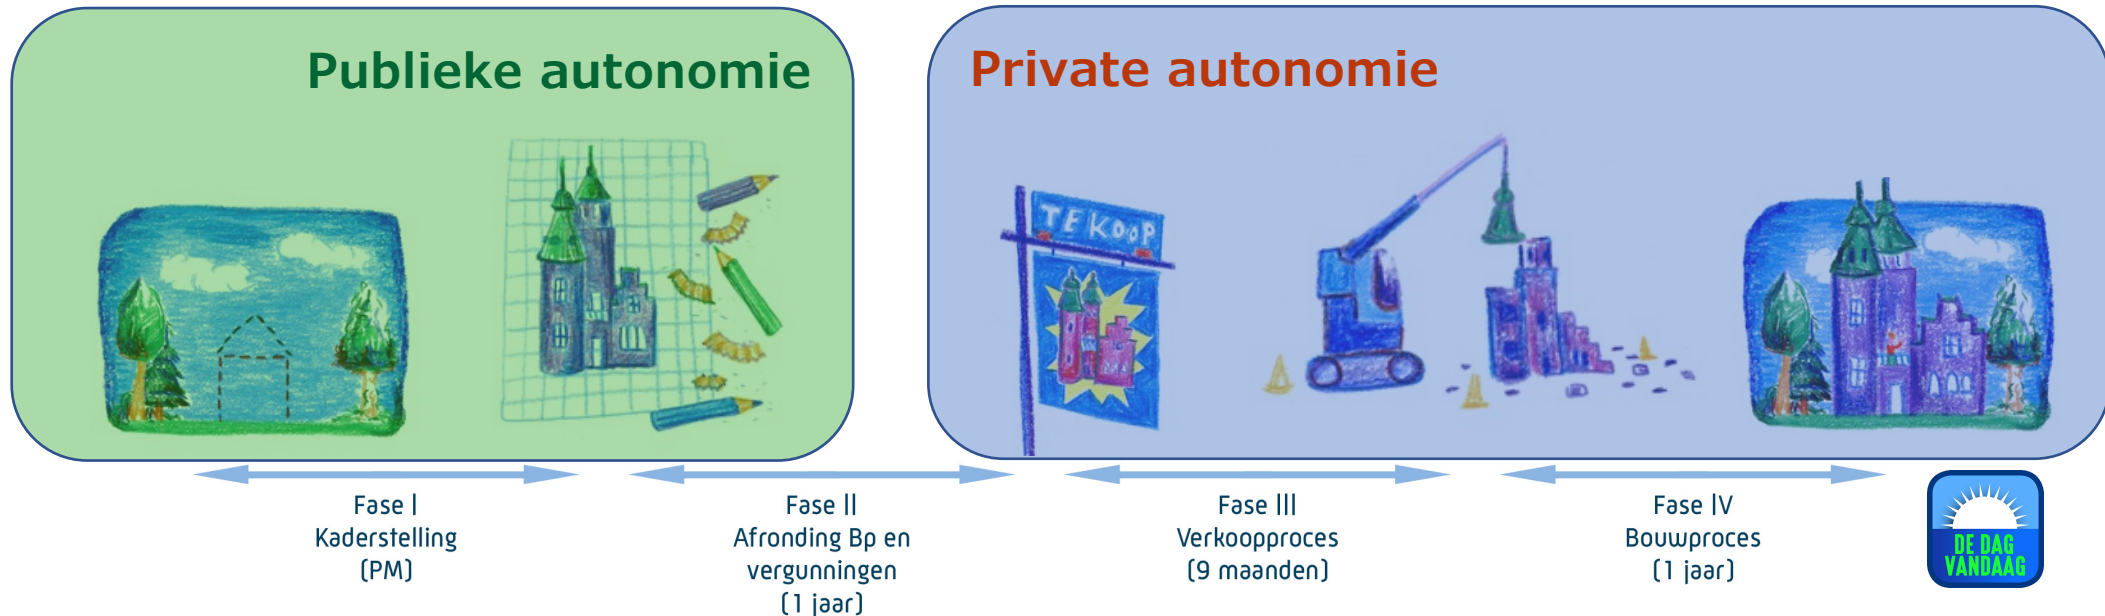 Publieke autonomie
Private autonomie
TE KOOP
Fase I
Kaderstelling
(PM)
Fase II
Afronding Bp en
vergunningen
(1 jaar)
Fase III
Verkoopproces
(9 maanden)
Fase IV
Bouwproces
(1 jaar)
DE DAG
VANDAAG